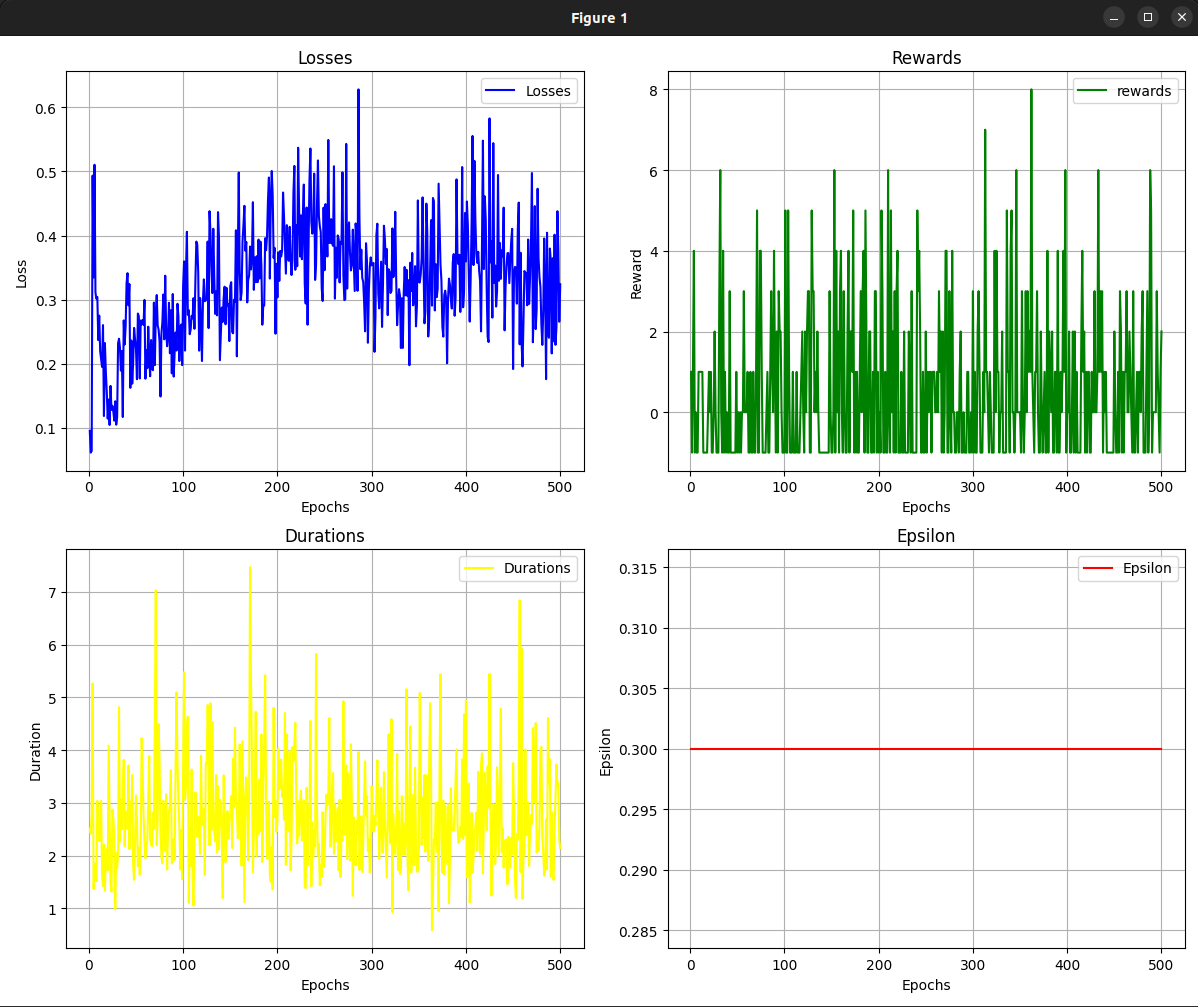 Figure 1
Losses
Losses
0.6
0.5
0.4
0.3
0.2
0.1
Loss
0 100 200 300 400 500
Epochs
Rewards
rewards
8
6
4
2
0
Reward
0 100 200 300 400 500
Epochs
Durations
Durations
7
6
5
4
3
2
1
Duration
0 100 200 300 400 500
Epochs
Epsilon
Epsilon
0.315
0.310
0.305
0.300
0.295
0.290
0.285
Epsilon
0 100 200 300 400 500
Epochs